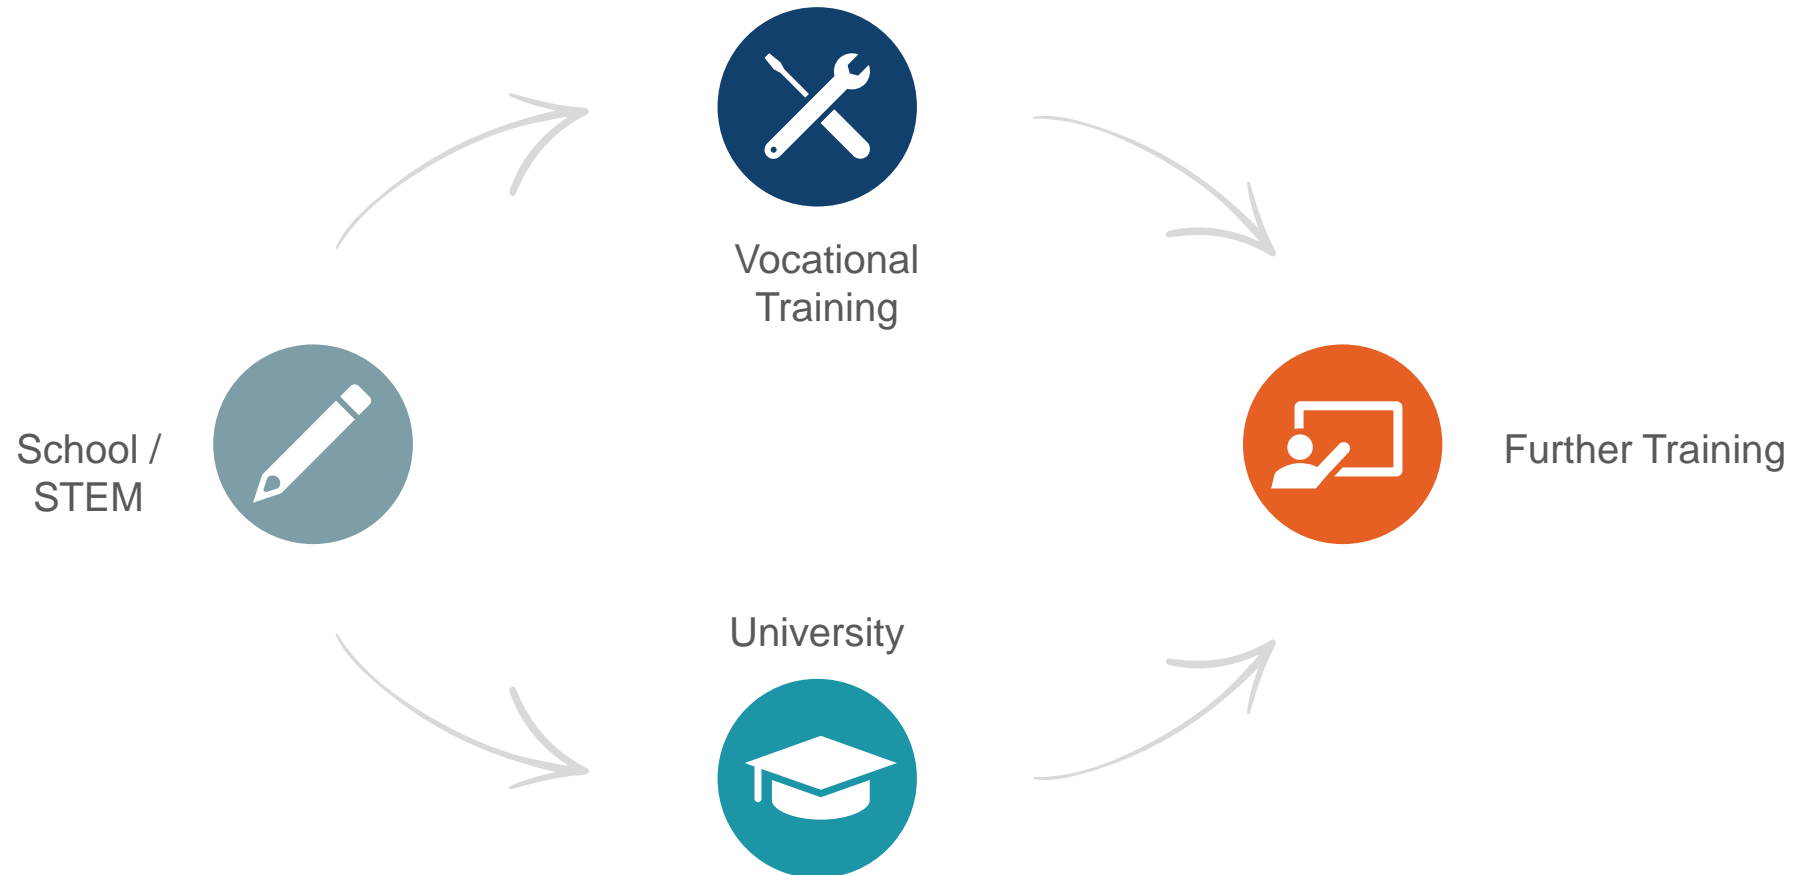 Vocational
Training
School /
STEM
Further Training
University